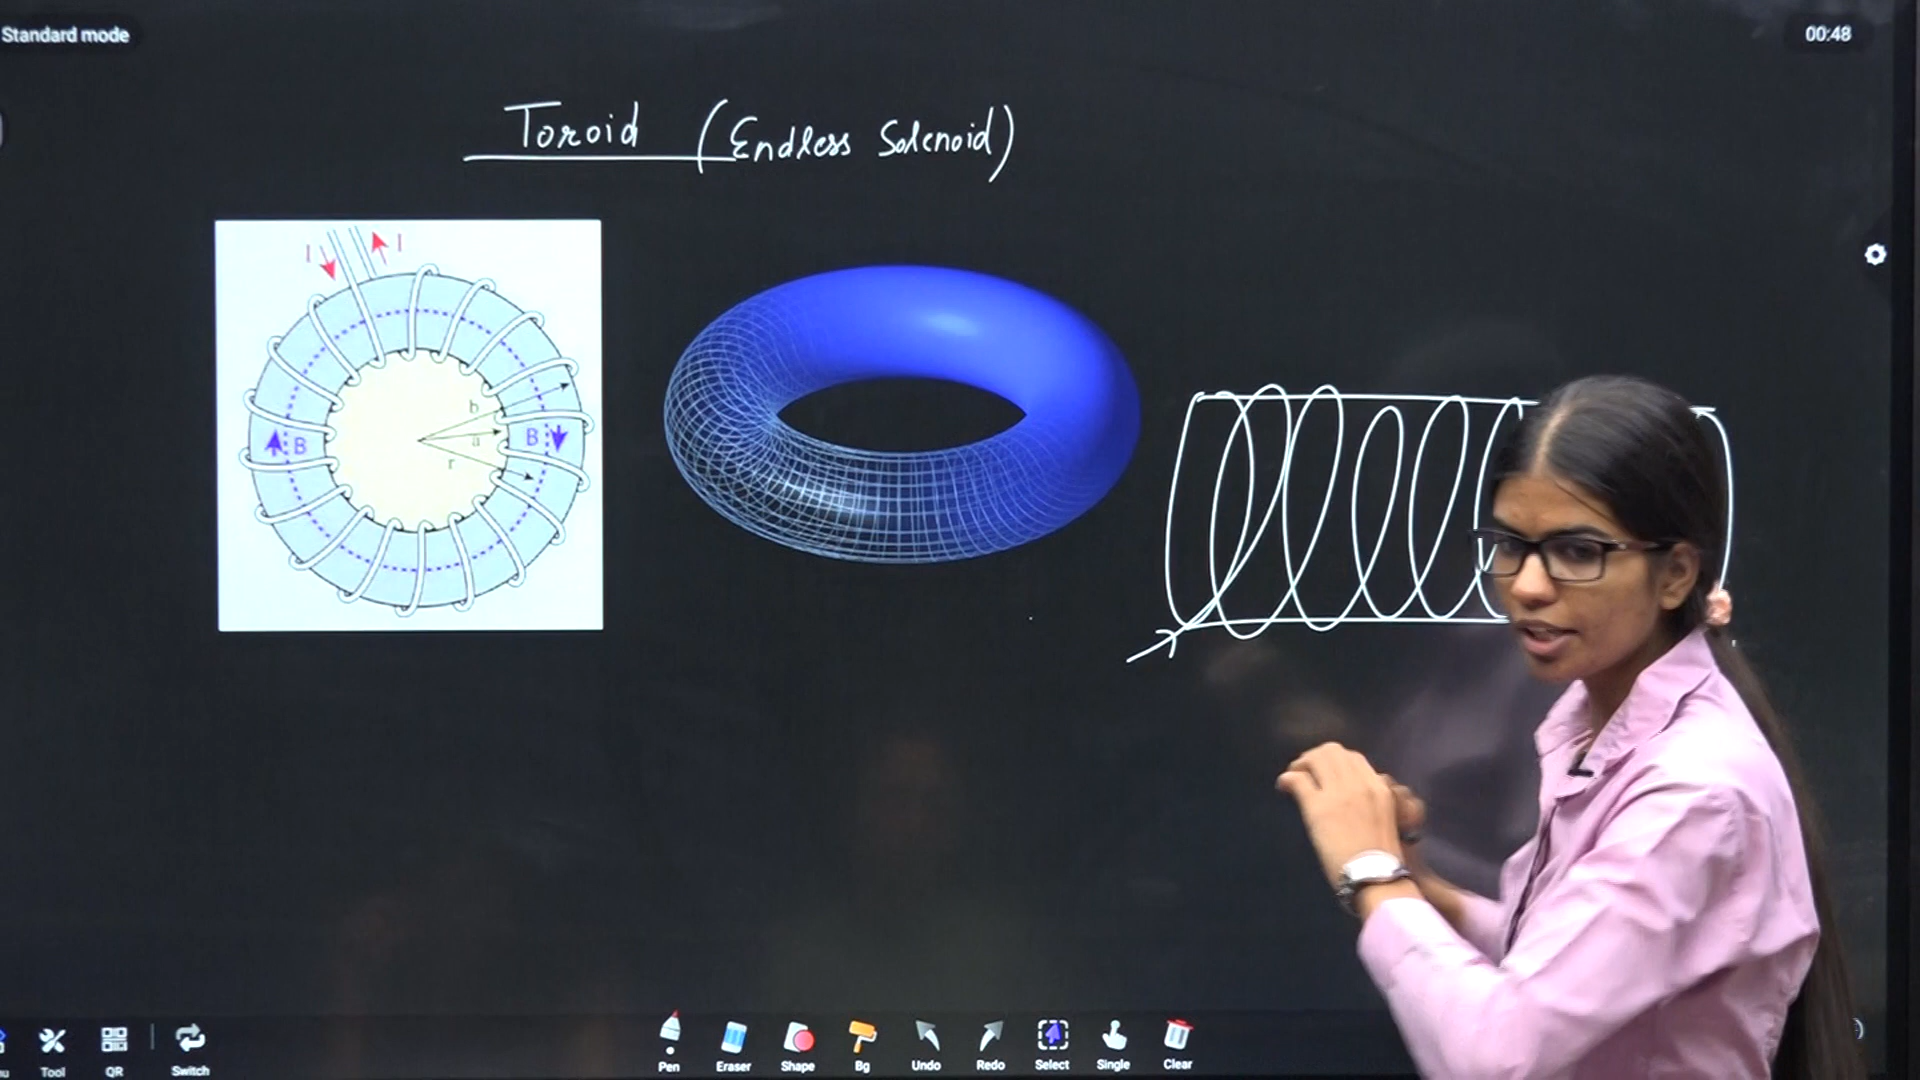 Standard mode
00:48
Toroid (Endless Solenoid)
I I
b
B a B
r
Tool QR Switch Pen Eraser Shape Bg Undo Redo Select Single Clear